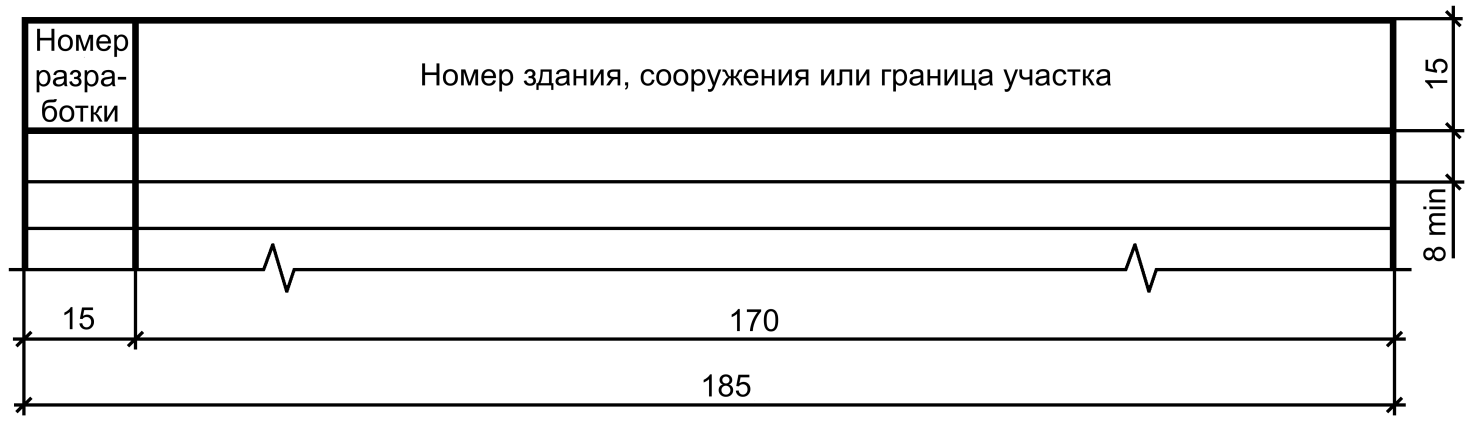 Номер
разра-
ботки
Номер здания, сооружения или граница участка
15
8 min
15
170
185